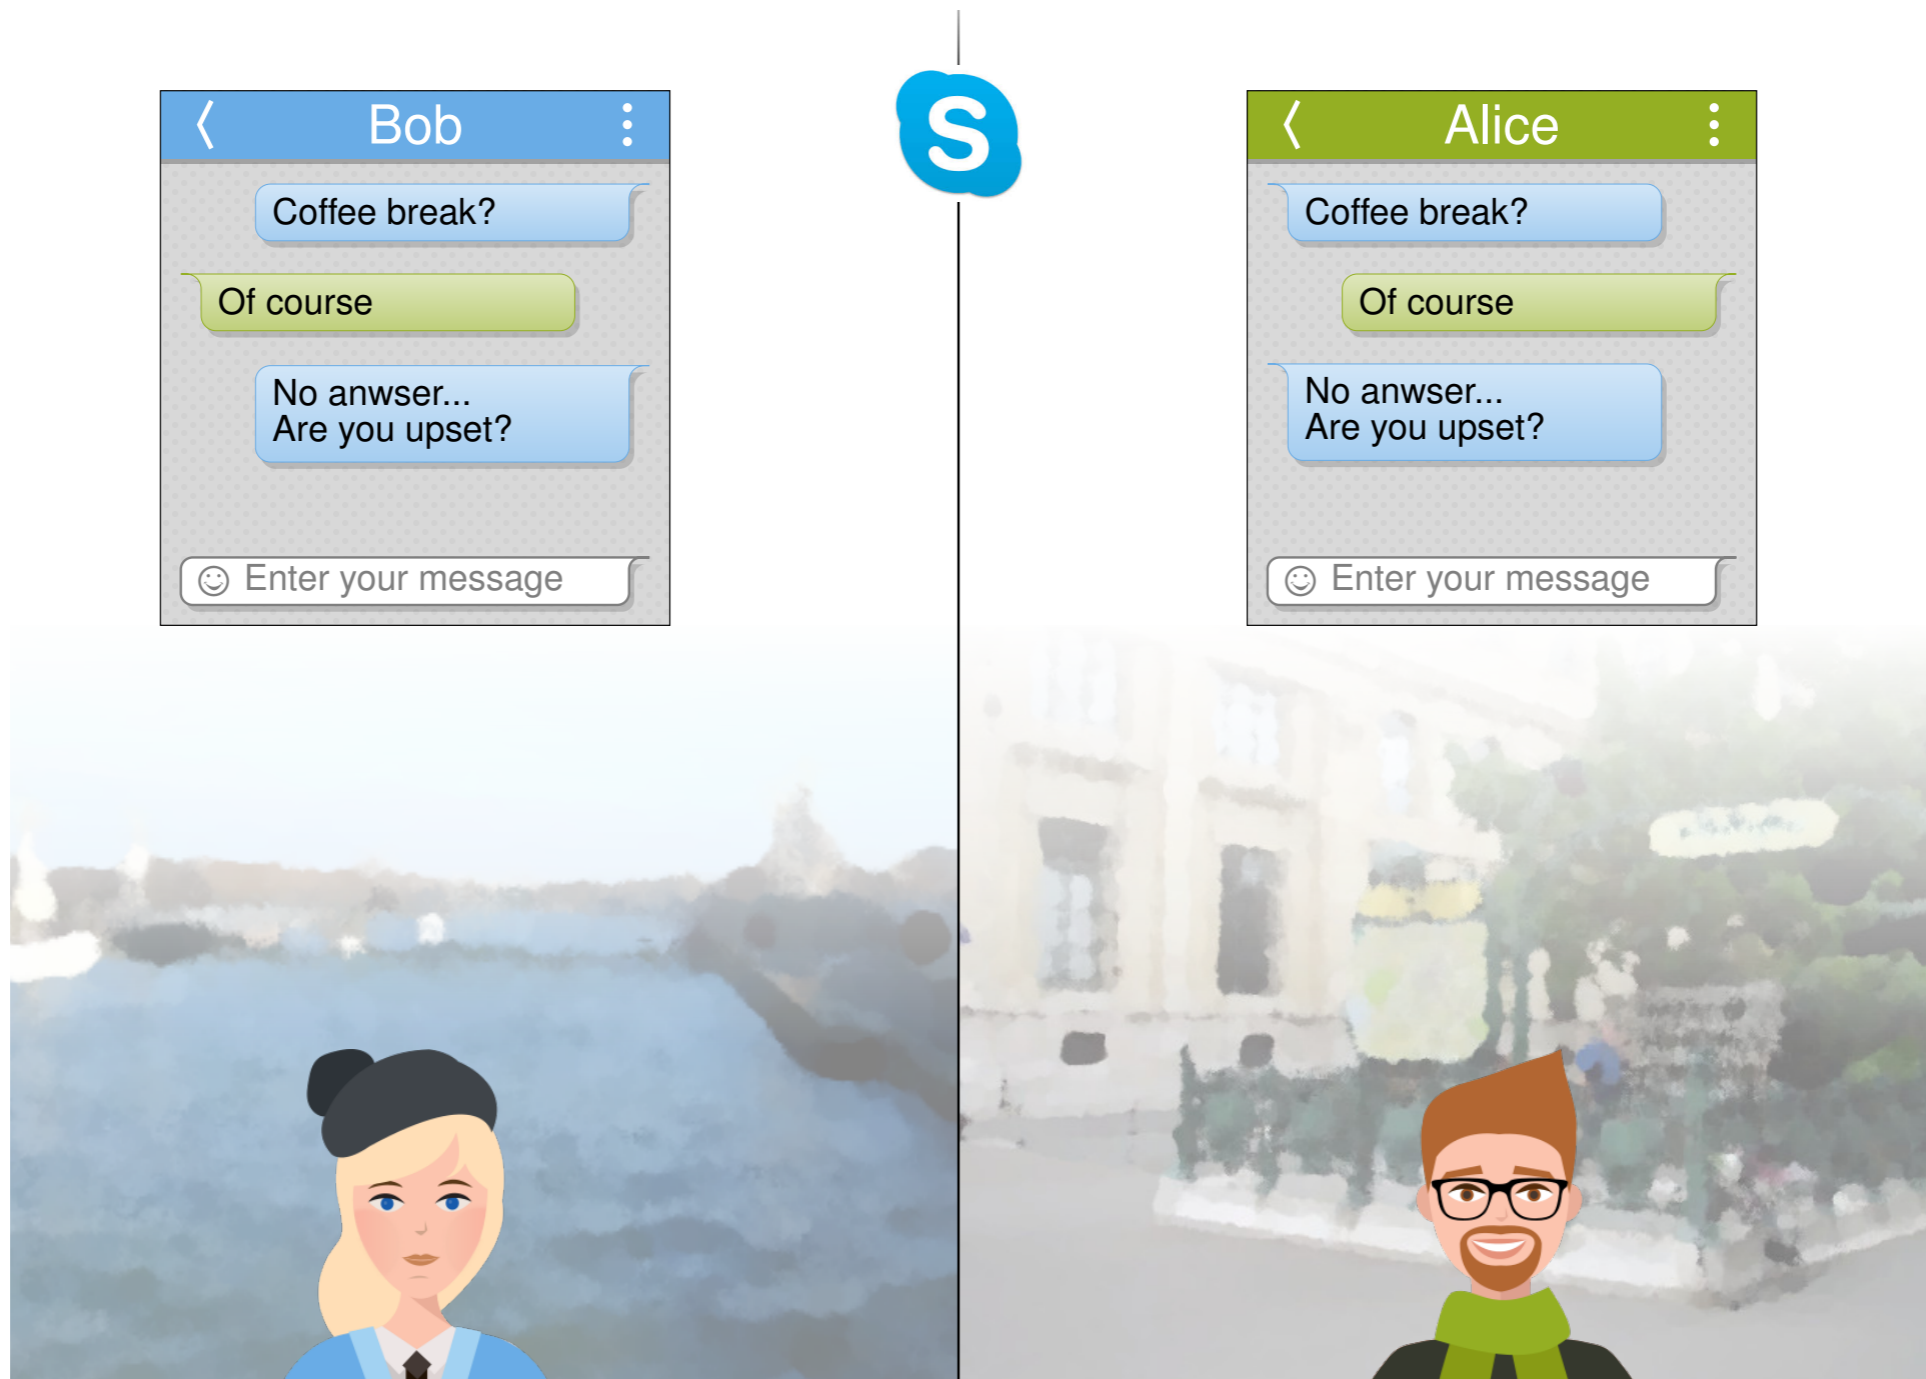 Bob
Coffee break?
Of course
No anwser...
Are you upset?
Enter your message
S
Alice
Coffee break?
Of course
No anwser...
Are you upset?
Enter your message